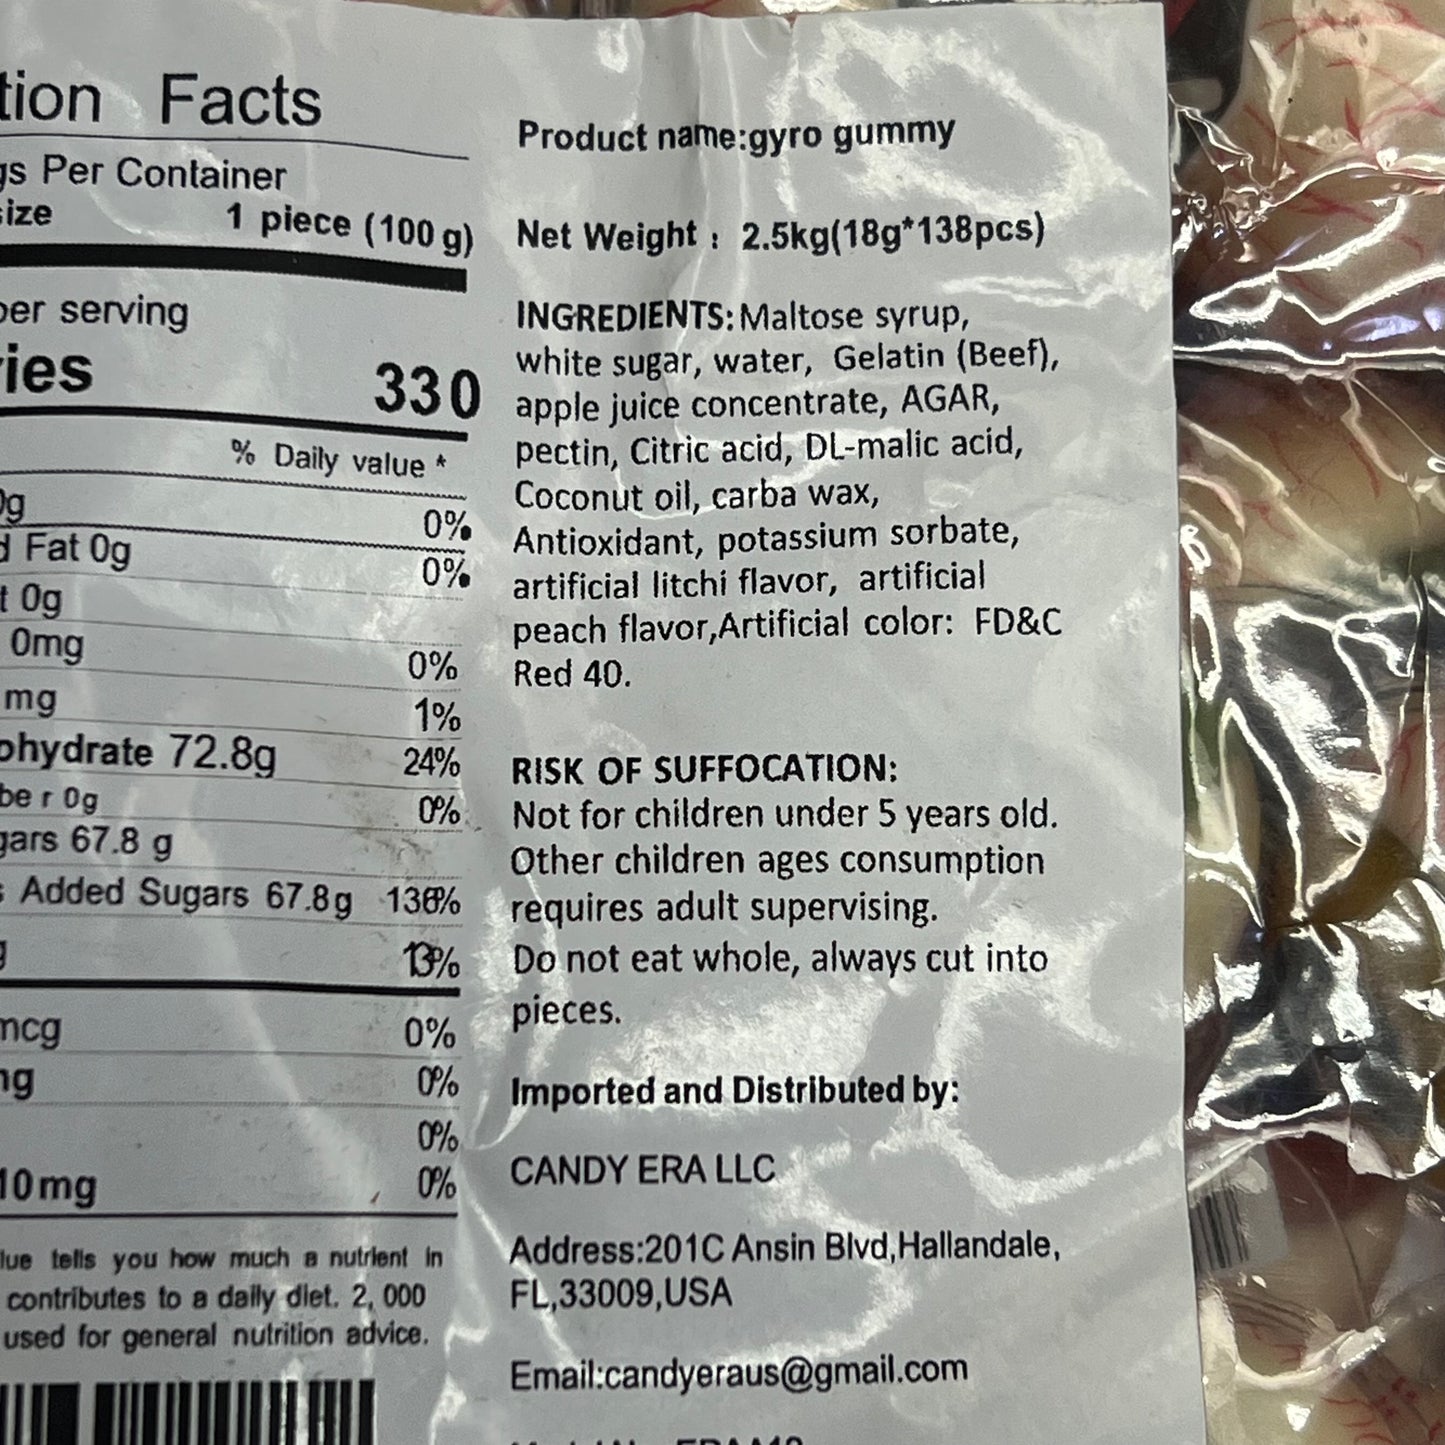 tion Facts
gs Per Container
size 1 piece (100 g)
per serving
ries 330
% Daily value *
0g 0%
d Fat 0g 0%
t 0g
0mg 0%
mg 1%
ohydrate 72.8g 24%
be r 0g 0%
gars 67.8 g
s Added Sugars 67.8g 136%
g 13%
mcg 0%
mg 0%
0%
10mg 0%
lue tells you how much a nutrient in
contributes to a daily diet. 2, 000
used for general nutrition advice.
Product name:gyro gummy
Net Weight : 2.5kg(18g*138pcs)
INGREDIENTS: Maltose syrup,
white sugar, water, Gelatin (Beef),
apple juice concentrate, AGAR,
pectin, Citric acid, DL-malic acid,
Coconut oil, carba wax,
Antioxidant, potassium sorbate,
artificial litchi flavor, artificial
peach flavor,Artificial color: FD&C
Red 40.
RISK OF SUFFOCATION:
Not for children under 5 years old.
Other children ages consumption
requires adult supervising.
Do not eat whole, always cut into
pieces.
Imported and Distributed by:
CANDY ERA LLC
Address:201C Ansin Blvd,Hallandale,
FL,33009,USA
Email:candyeraus@gmail.com